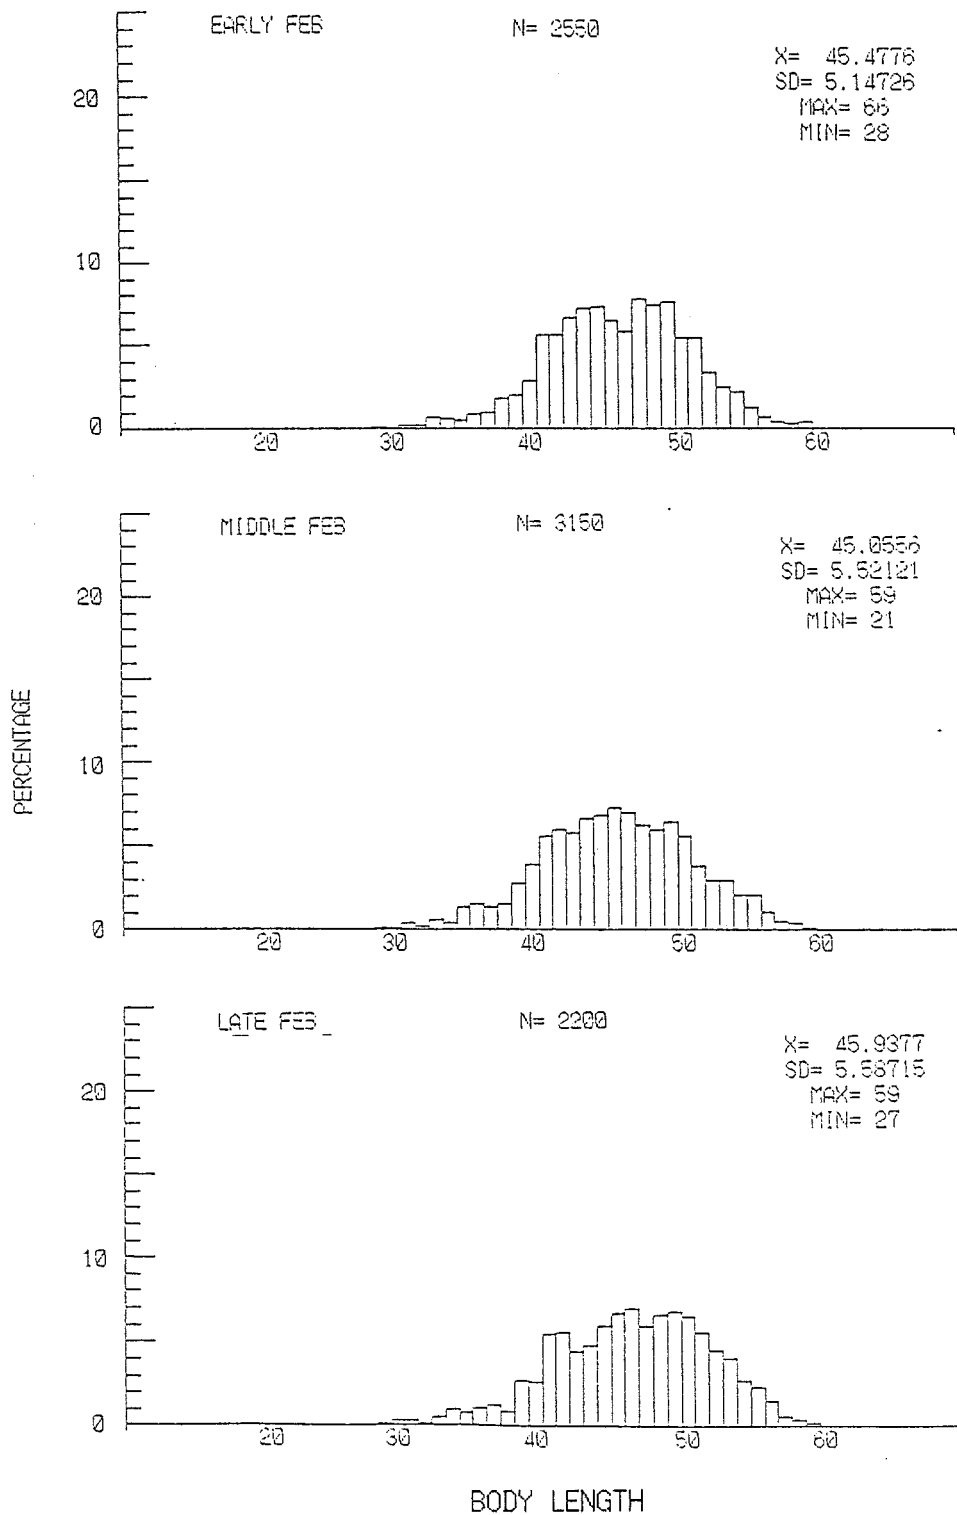 EARLY FEB N= 2550
X= 45.4776
SD= 5.14726
MAX= 66
MIN= 28
20
10
0
20 30 40 50 60
MIDDLE FEB N= 3150
X= 45.0556
SD= 5.52121
MAX= 59
MIN= 21
20
10
0
20 30 40 50 60
PERCENTAGE
LATE FEB N= 2200
X= 45.9377
SD= 5.58715
MAX= 59
MIN= 27
20
10
0
20 30 40 50 60
BODY LENGTH